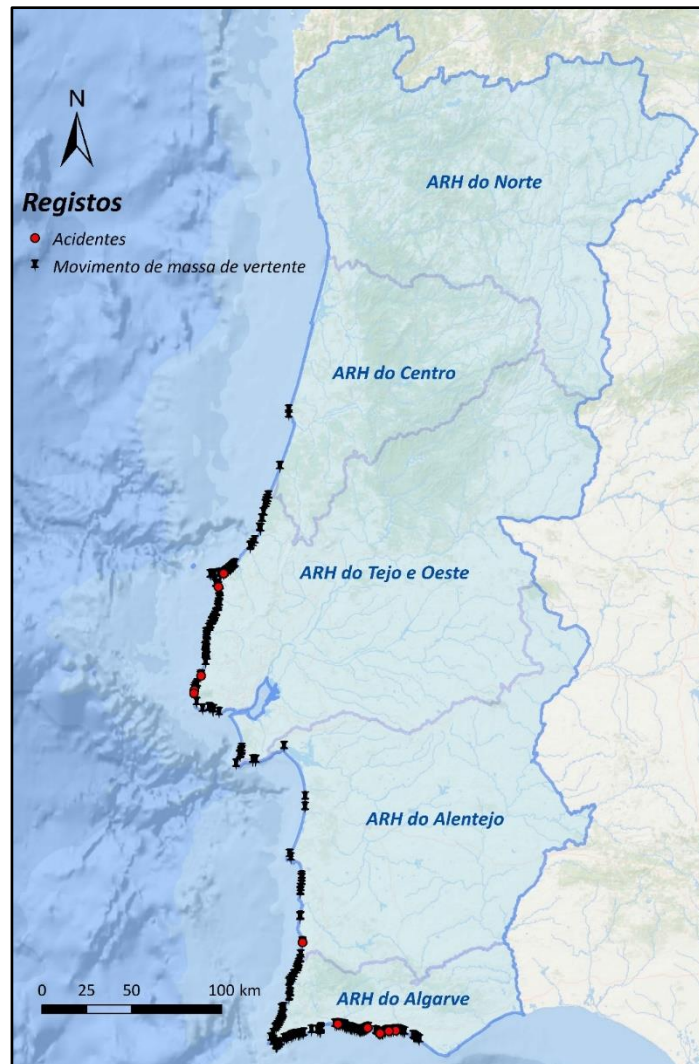 N
Registos
Acidentes
Movimento de massa de vertente
ARH do Norte
ARH do Centro
ARH do Tejo e Oeste
ARH do Alentejo
ARH do Algarve
0 25 50 100 km